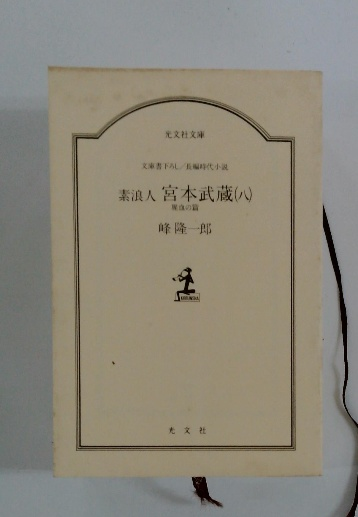 光文社文庫
文庫書下ろし／長編時代小説
素浪人 宮本武蔵(八)
峰 隆一郎
光文社